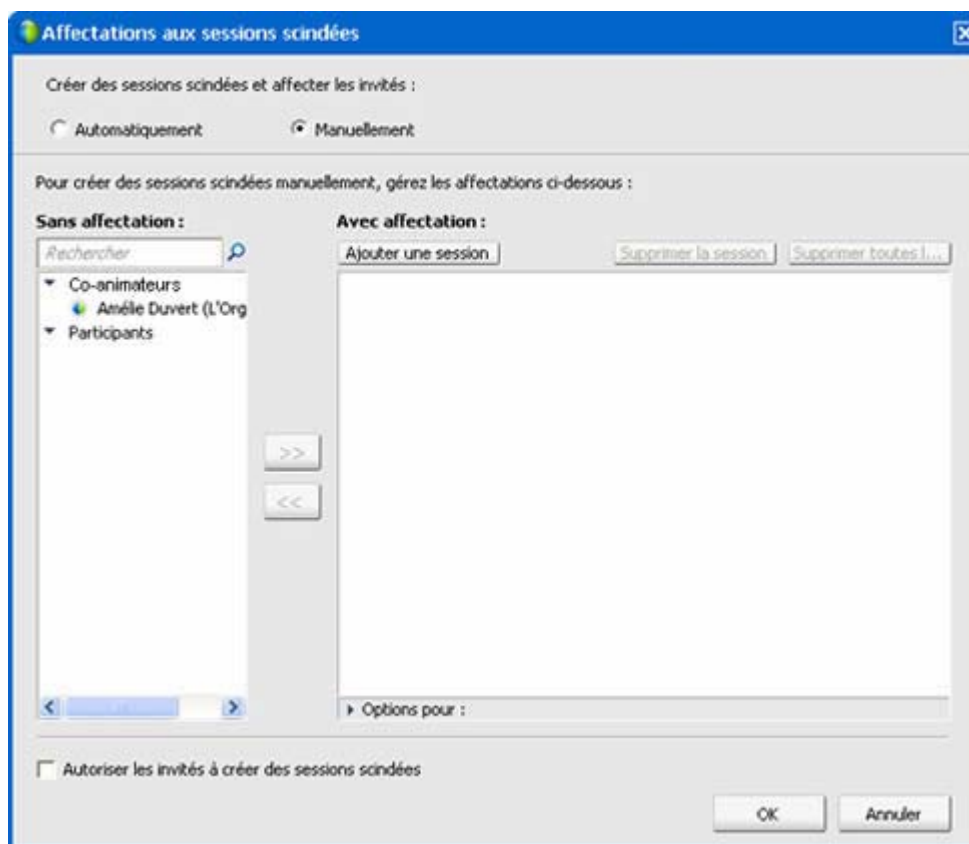 Affectations aux sessions scindées
Créer des sessions scindées et affecter les invités :
Automatiquement Manuellement
Pour créer des sessions scindées manuellement, gérez les affectations ci-dessous :
Sans affectation : Avec affectation :
Rechercher Ajouter une session Supprimer la session Supprimer toutes l...
Co-animateurs
Amélie Duvert (L'Org
Participants
>>
<<
Options pour :
Autoriser les invités à créer des sessions scindées
OK Annuler